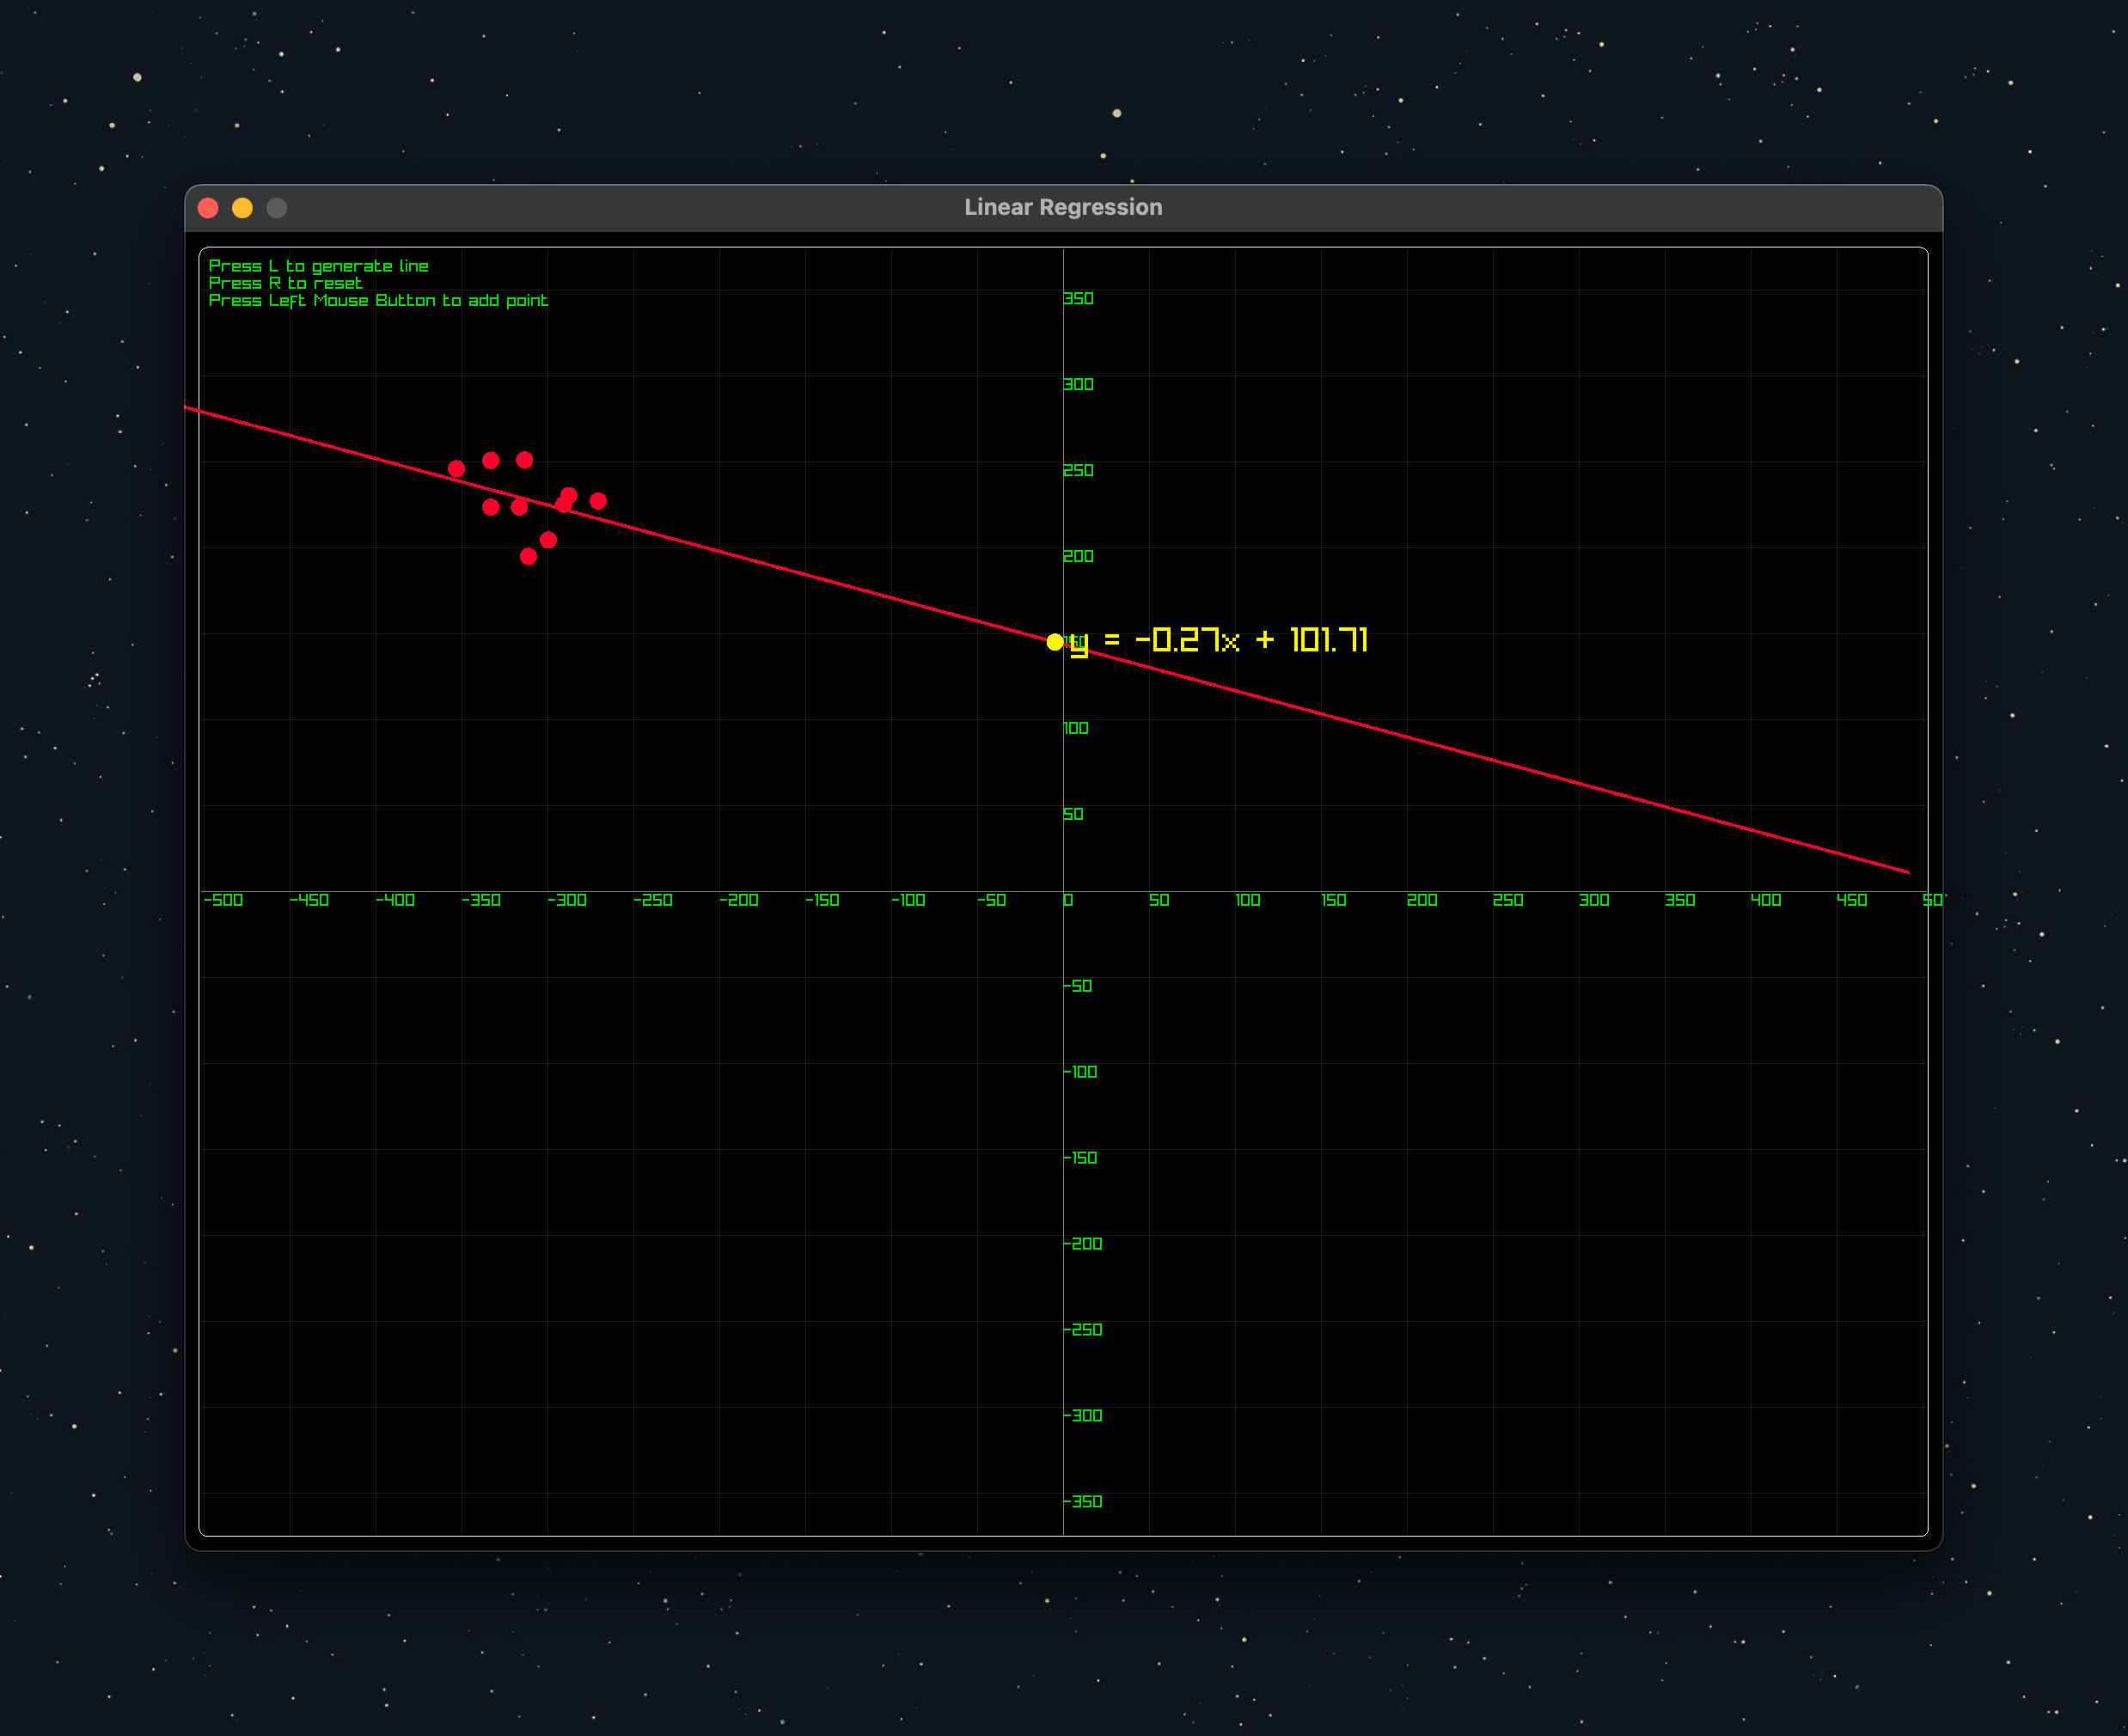 Linear Regression
Press L to generate line
Press R to reset
Press Left Mouse Button to add point
350
300
250
200
150
y = -0.27x + 101.71
100
50
-500 -450 -400 -350 -300 -250 -200 -150 -100 -50 0 50 100 150 200 250 300 350 400 450 50
-50
-100
-150
-200
-250
-300
-350